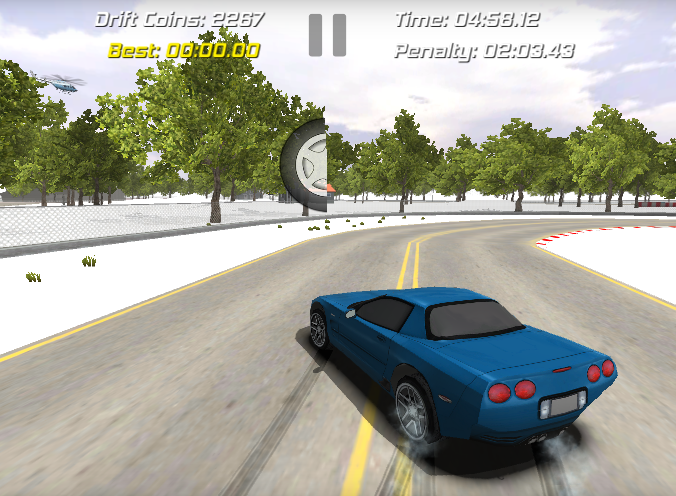 Drift Coins: 2267
Best: 00:00.00
Time: 04:58.12
Penalty: 02:03.43